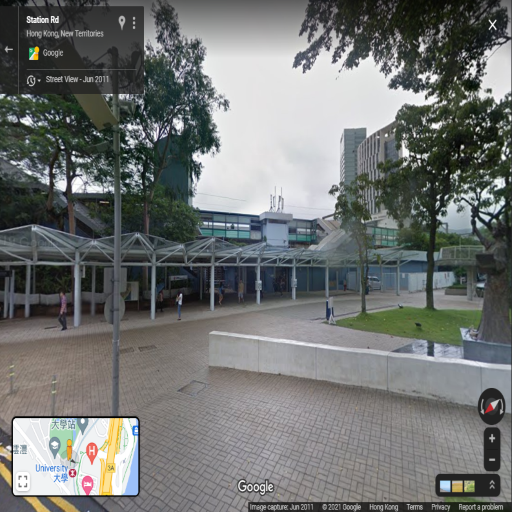 Station Rd
Hong Kong, New Territories
Google
Street View - Jun 2011
大學站
University
大學
H
3A
Google
Image capture: Jun 2011 © 2021 Google Hong Kong Terms Privacy Report a problem